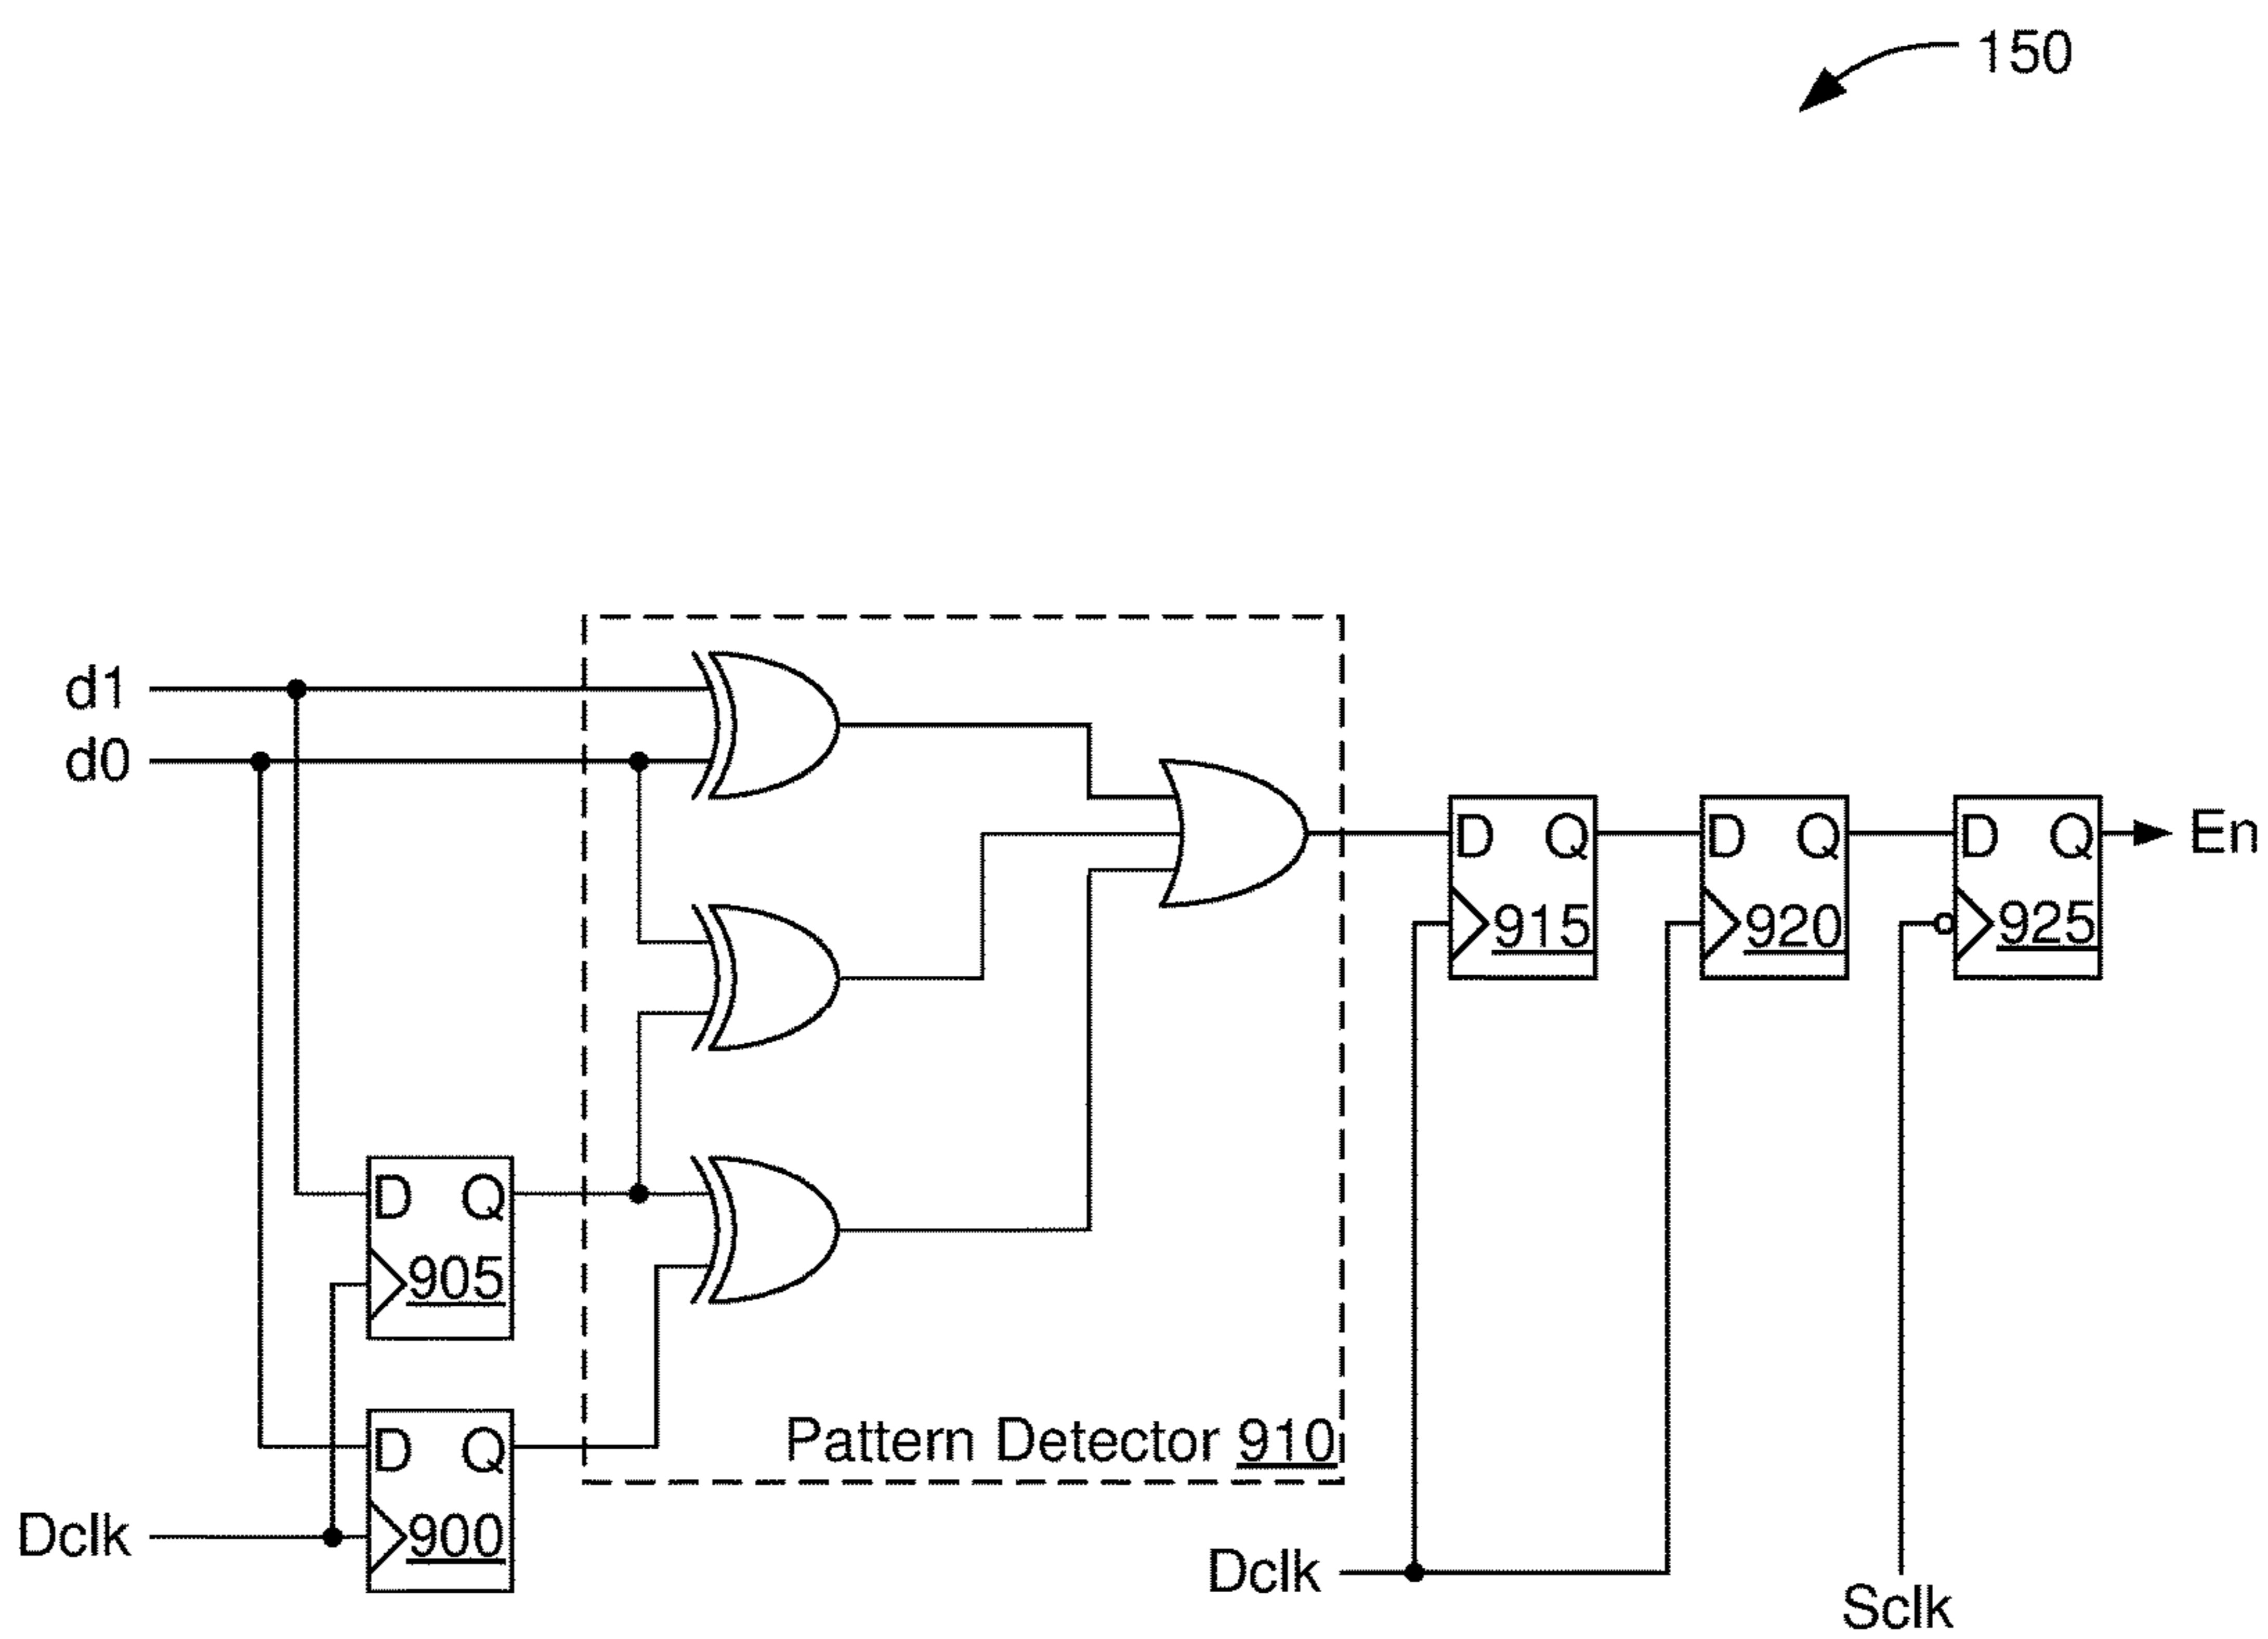 150
d1
d0
D Q
915
D Q
920
D Q
925
En
D Q
905
D Q
900
Pattern Detector 910
Dclk
Dclk
Sclk